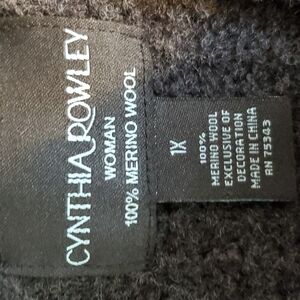 CYNTHIA ROWLEY
WOMAN
100% MERINO WOOL
1X
100%
MERINO WOOL
EXCLUSIVE OF
DECORATION
MADE IN CHINA
RN 75343